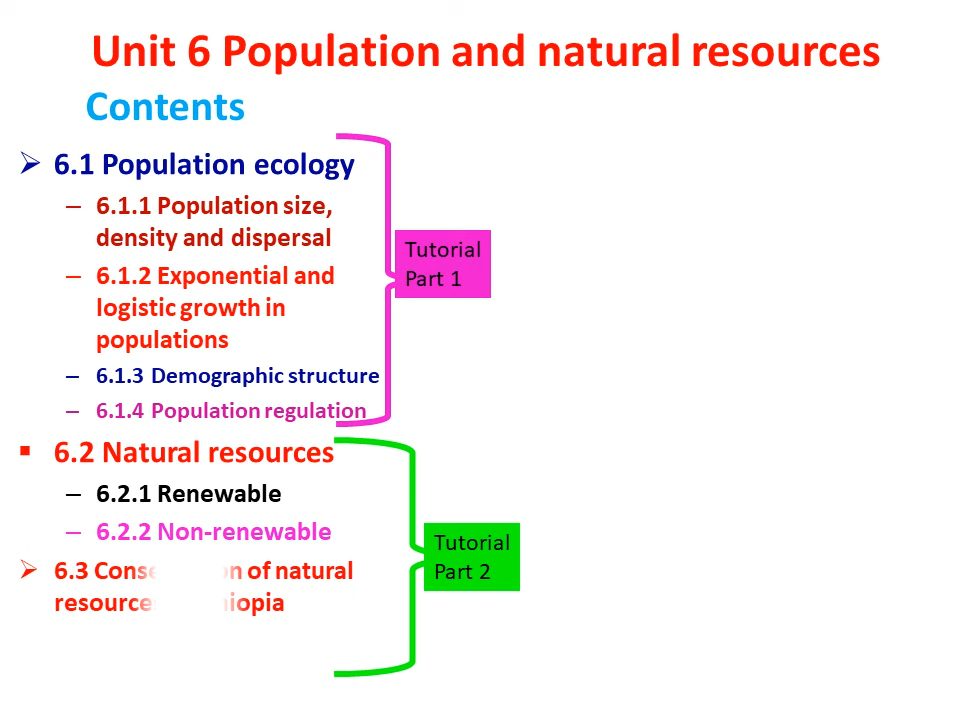 Unit 6 Population and natural resources
Contents
➢ 6.1 Population ecology
– 6.1.1 Population size,
density and dispersal
– 6.1.2 Exponential and
logistic growth in
populations
– 6.1.3 Demographic structure
– 6.1.4 Population regulation
Tutorial
Part 1
▪ 6.2 Natural resources
– 6.2.1 Renewable
– 6.2.2 Non-renewable
➢ 6.3 of natural
Tutorial
Part 2